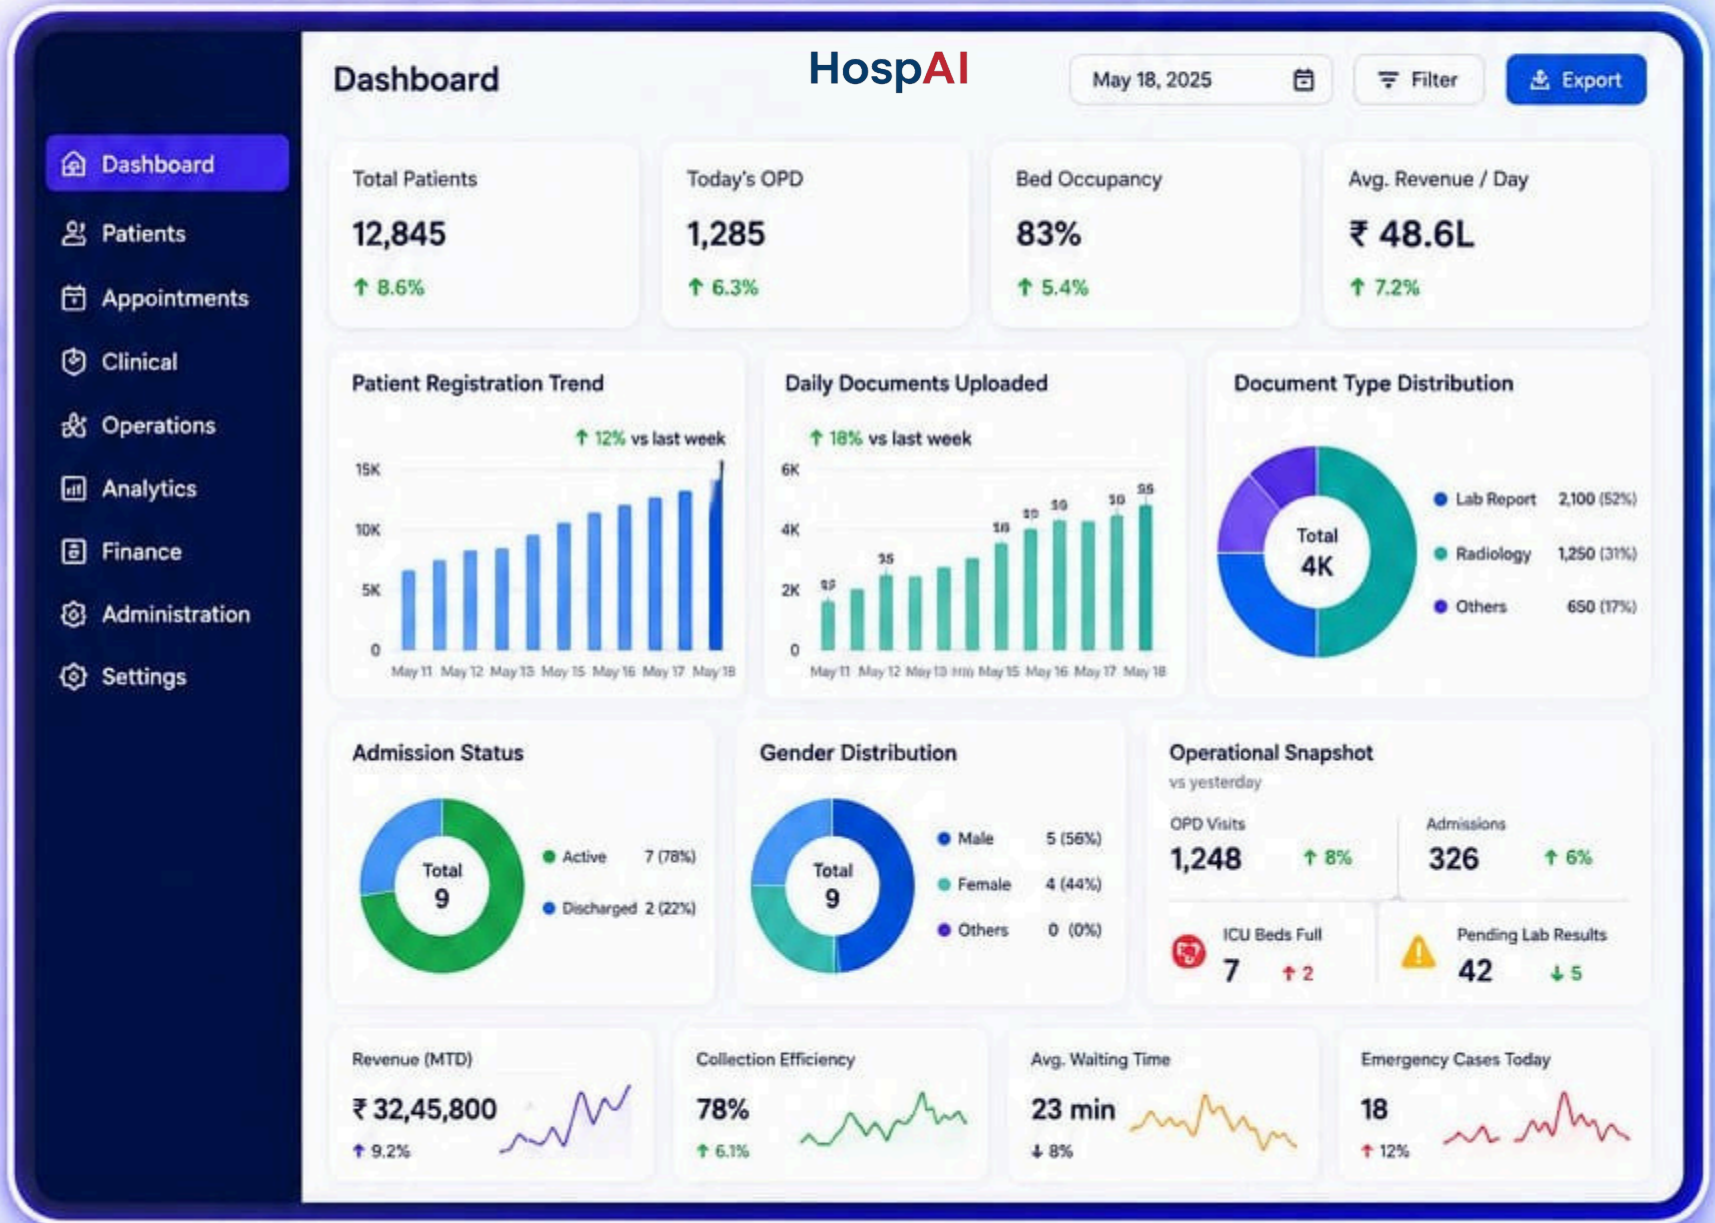 HospAI
Dashboard
May 18, 2025
Filter
Export
Dashboard
Patients
Appointments
Clinical
Operations
Analytics
Finance
Administration
Settings
Total Patients
12,845
↑ 8.6%
Today's OPD
1,285
↑ 6.3%
Bed Occupancy
83%
↑ 5.4%
Avg. Revenue / Day
₹ 48.6L
↑ 7.2%
Patient Registration Trend
↑ 12% vs last week
15K
10K
5K
0
May 11 May 12 May 13 May 15 May 16 May 17 May 18
Daily Documents Uploaded
↑ 18% vs last week
6K
4K
2K
0
May 11 May 12 May 13 May 15 May 16 May 17 May 18
Document Type Distribution
Total
4K
Lab Report 2,100 (52%)
Radiology 1,250 (31%)
Others 650 (17%)
Admission Status
Total
9
Active 7 (78%)
Discharged 2 (22%)
Gender Distribution
Total
9
Male 5 (56%)
Female 4 (44%)
Others 0 (0%)
Operational Snapshot
vs yesterday
OPD Visits
1,248 ↑ 8%
Admissions
326 ↑ 6%
ICU Beds Full
7 ↑ 2
Pending Lab Results
42 ↓ 5
Revenue (MTD)
₹ 32,45,800
↑ 9.2%
Collection Efficiency
78%
↑ 6.1%
Avg. Waiting Time
23 min
↓ 8%
Emergency Cases Today
18
↑ 12%